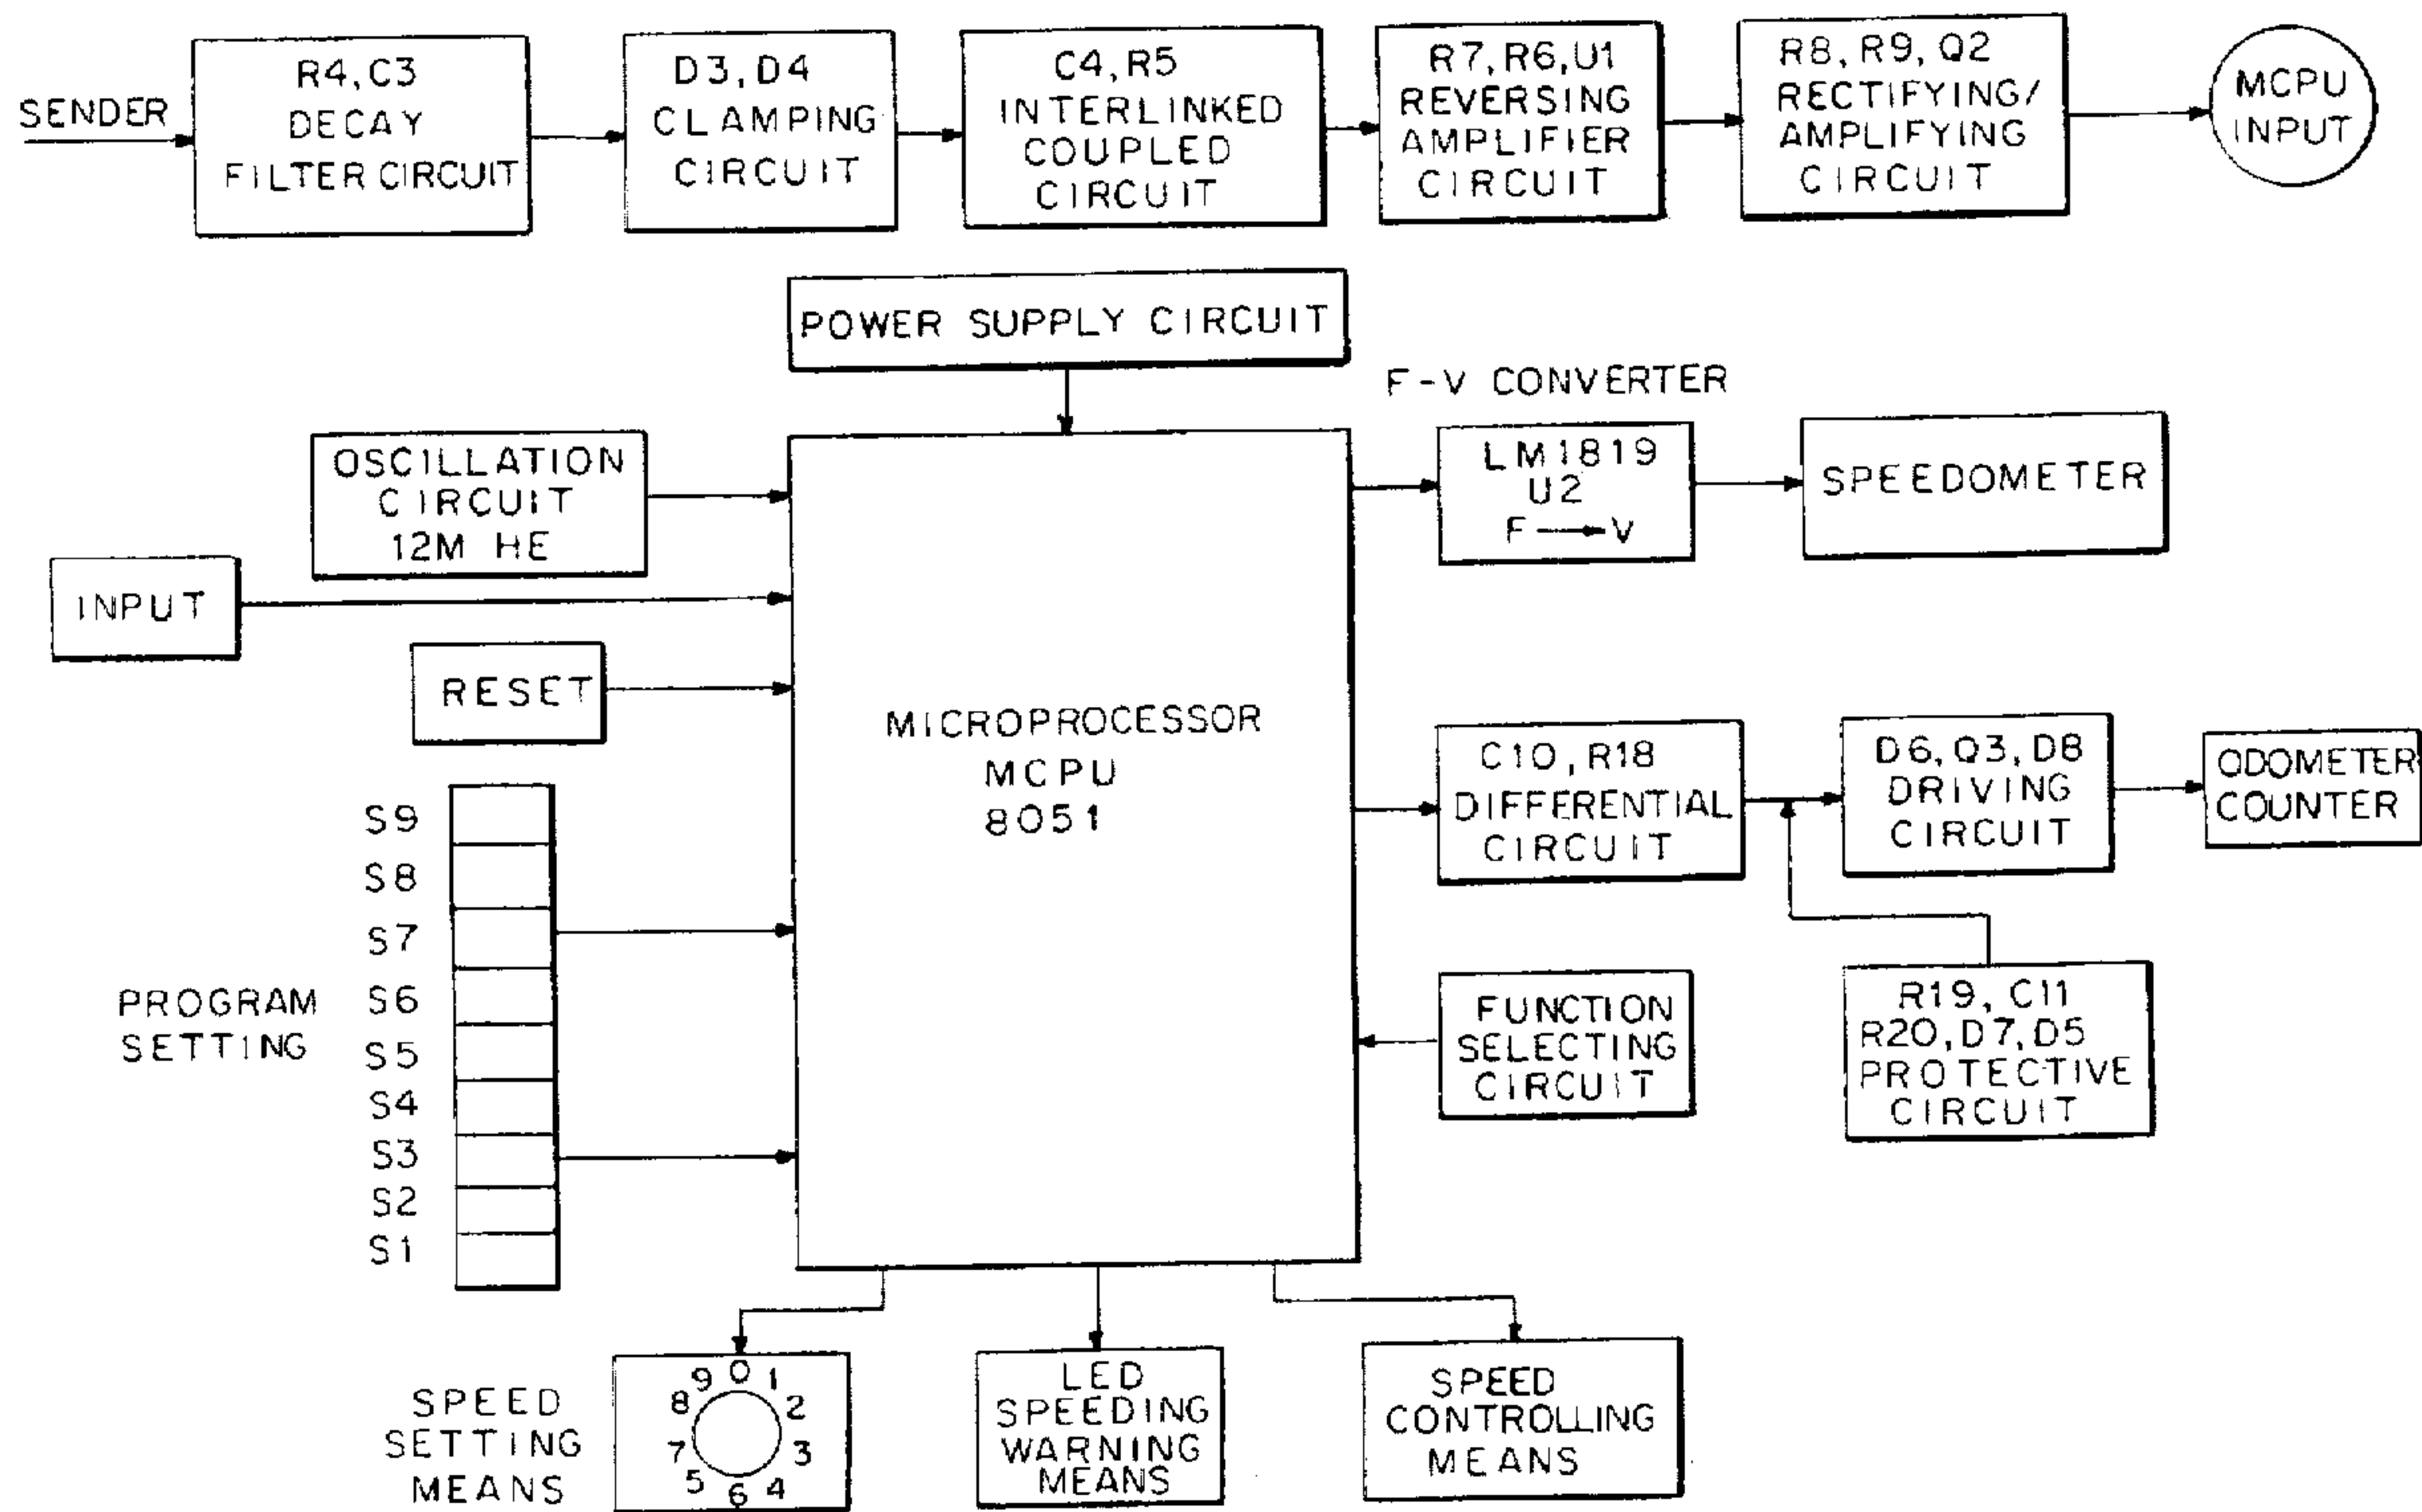 SENDER
R4, C3
DECAY
FILTER CIRCUIT
D3, D4
CLAMPING
CIRCUIT
C4, R5
INTERLINKED
COUPLED
CIRCUIT
R7, R6, U1
REVERSING
AMPLIFIER
CIRCUIT
R8, R9, Q2
RECTIFYING/
AMPLIFYING
CIRCUIT
MCPU
INPUT
POWER SUPPLY CIRCUIT
OSCILLATION
CIRCUIT
12M HE
INPUT
RESET
MICROPROCESSOR
MCPU
8051
F-V CONVERTER
LM1819
U2
F → V
SPEEDOMETER
C10, R18
DIFFERENTIAL
CIRCUIT
D6, Q3, D8
DRIVING
CIRCUIT
ODOMETER
COUNTER
R19, C11
R20, D7, D5
PROTECTIVE
CIRCUIT
FUNCTION
SELECTING
CIRCUIT
PROGRAM
SETTING
S9
S8
S7
S6
S5
S4
S3
S2
S1
SPEED
SETTING
MEANS
0
1
2
3
4
6
5
7
8
9
LED
SPEEDING
WARNING
MEANS
SPEED
CONTROLLING
MEANS